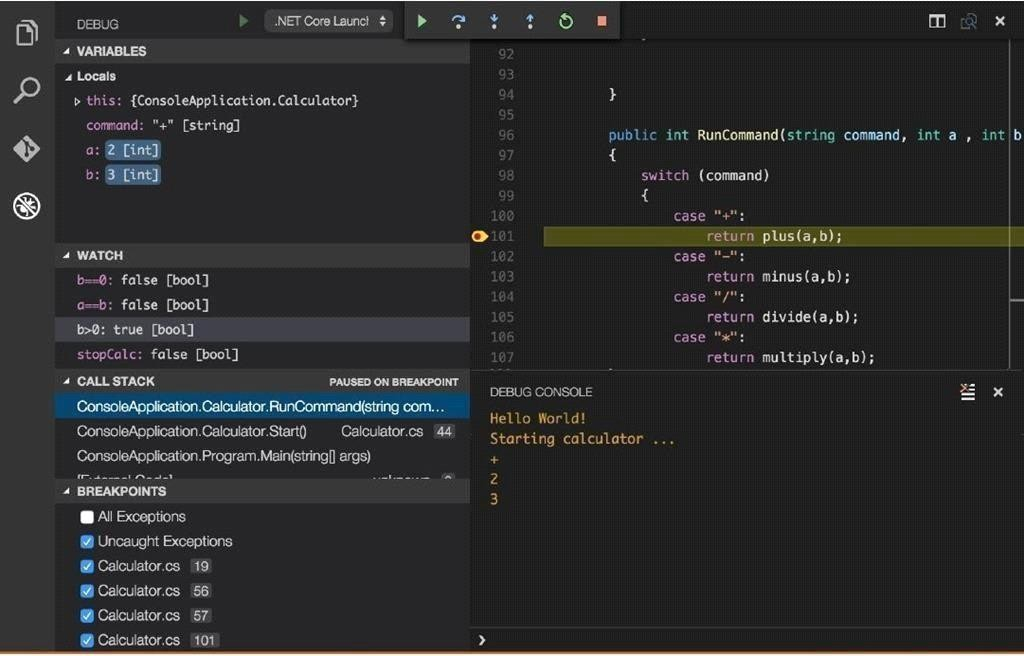 DEBUG
.NET Core Launch
VARIABLES
Locals
this: {ConsoleApplication.Calculator}
command: "+" [string]
a: 2 [int]
b: 3 [int]
WATCH
b==0: false [bool]
a==b: false [bool]
b>0: true [bool]
stopCalc: false [bool]
CALL STACK PAUSED ON BREAKPOINT
ConsoleApplication.Calculator.RunCommand(string com...
ConsoleApplication.Calculator.Start() Calculator.cs 44
ConsoleApplication.Program.Main(string[] args)
BREAKPOINTS
All Exceptions
Uncaught Exceptions
Calculator.cs 19
Calculator.cs 56
Calculator.cs 57
Calculator.cs 101
92
93
94 }
95
96 public int RunCommand(string command, int a , int b
97 {
98 switch (command)
99 {
100 case "+":
101 return plus(a,b);
102 case "-":
103 return minus(a,b);
104 case "/":
105 return divide(a,b);
106 case "*":
107 return multiply(a,b);
DEBUG CONSOLE
Hello World!
Starting calculator ...
+
2
3